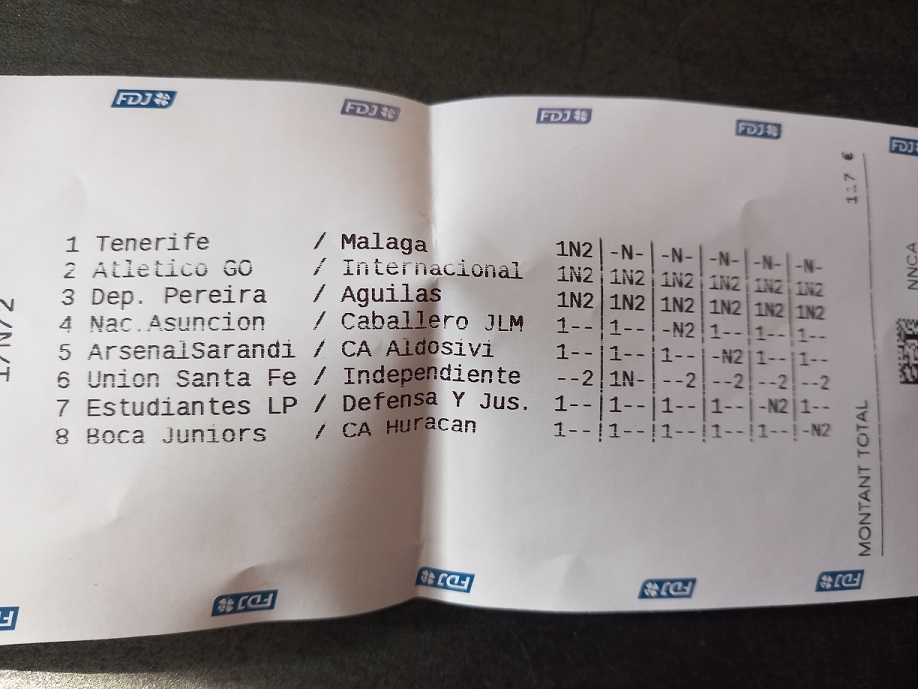 FDJ FDJ FDJ FDJ FDJ
1 Tenerife / Malaga 1N2|-N-|-N-|-N-|-N-|-N-
2 Atletico GO / Internacional 1N2|1N2|1N2|1N2|1N2|1N2
3 Dep. Pereira / Aguilas 1N2|1N2|1N2|1N2|1N2|1N2
4 Nac.Asuncion / Caballero JLM 1--|1--|-N2|1--|1--|1--
5 ArsenalSarandi / CA Aldosivi 1--|1--|1--|-N2|1--|1--
6 Union Santa Fe / Independiente --2|1N-|--2|--2|--2|--2
7 Estudiantes LP / Defensa Y Jus. 1--|1--|1--|1--|-N2|1--
8 Boca Juniors / CA Huracan 1--|1--|1--|1--|1--|-N2
1/N/2
MONTANT TOTAL
€
NNCA
FDJ FDJ FDJ FDJ